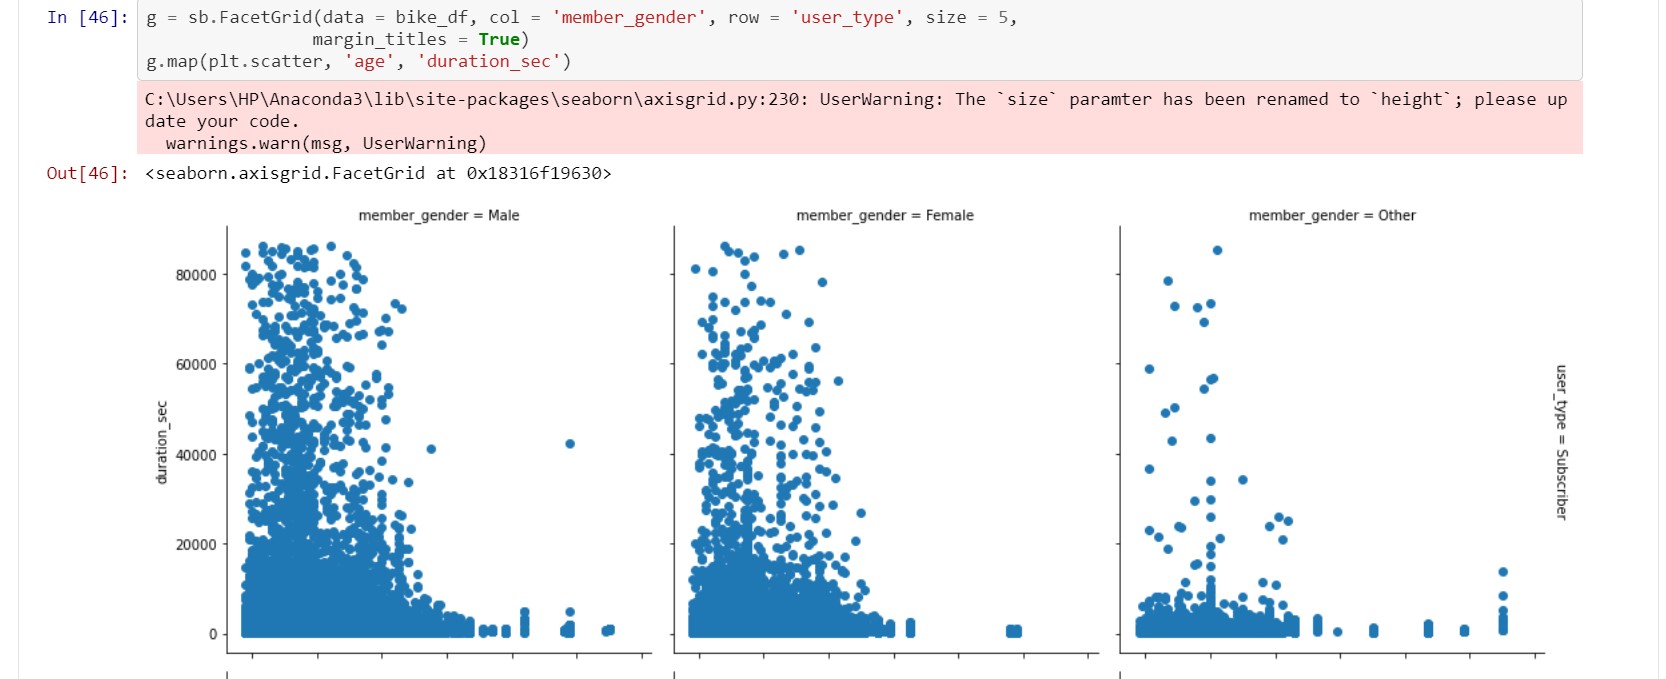 In [46]: g = sb.FacetGrid(data = bike_df, col = 'member_gender', row = 'user_type', size = 5,
margin_titles = True)
g.map(plt.scatter, 'age', 'duration_sec')
C:\Users\HP\Anaconda3\lib\site-packages\seaborn\axisgrid.py:230: UserWarning: The `size` paramter has been renamed to `height`; please up
date your code.
warnings.warn(msg, UserWarning)
Out[46]: <seaborn.axisgrid.FacetGrid at 0x18316f19630>
member_gender = Male
member_gender = Female
member_gender = Other
80000
60000
40000
20000
0
duration_sec
user_type = Subscriber